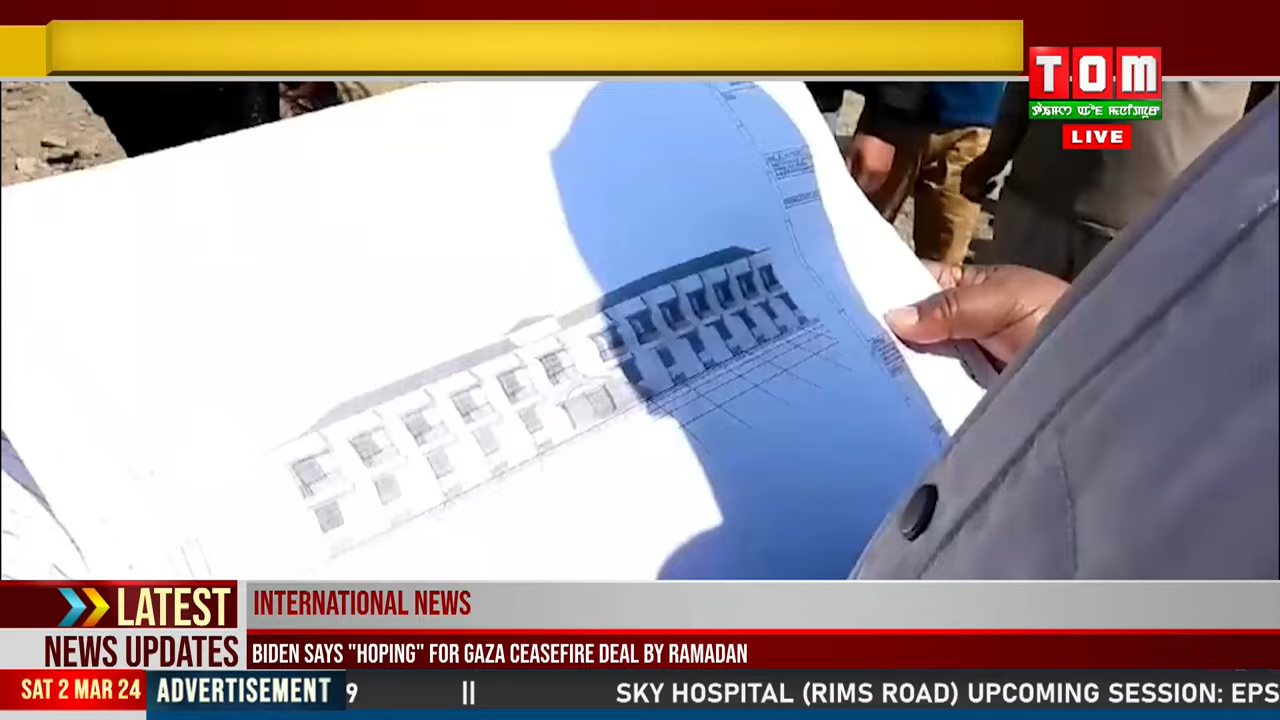 TOM
LIVE
LATEST
NEWS UPDATES
INTERNATIONAL NEWS
BIDEN SAYS "HOPING" FOR GAZA CEASEFIRE DEAL BY RAMADAN
SAT 2 MAR 24
ADVERTISEMENT
9 || SKY HOSPITAL (RIMS ROAD) UPCOMING SESSION: EPS